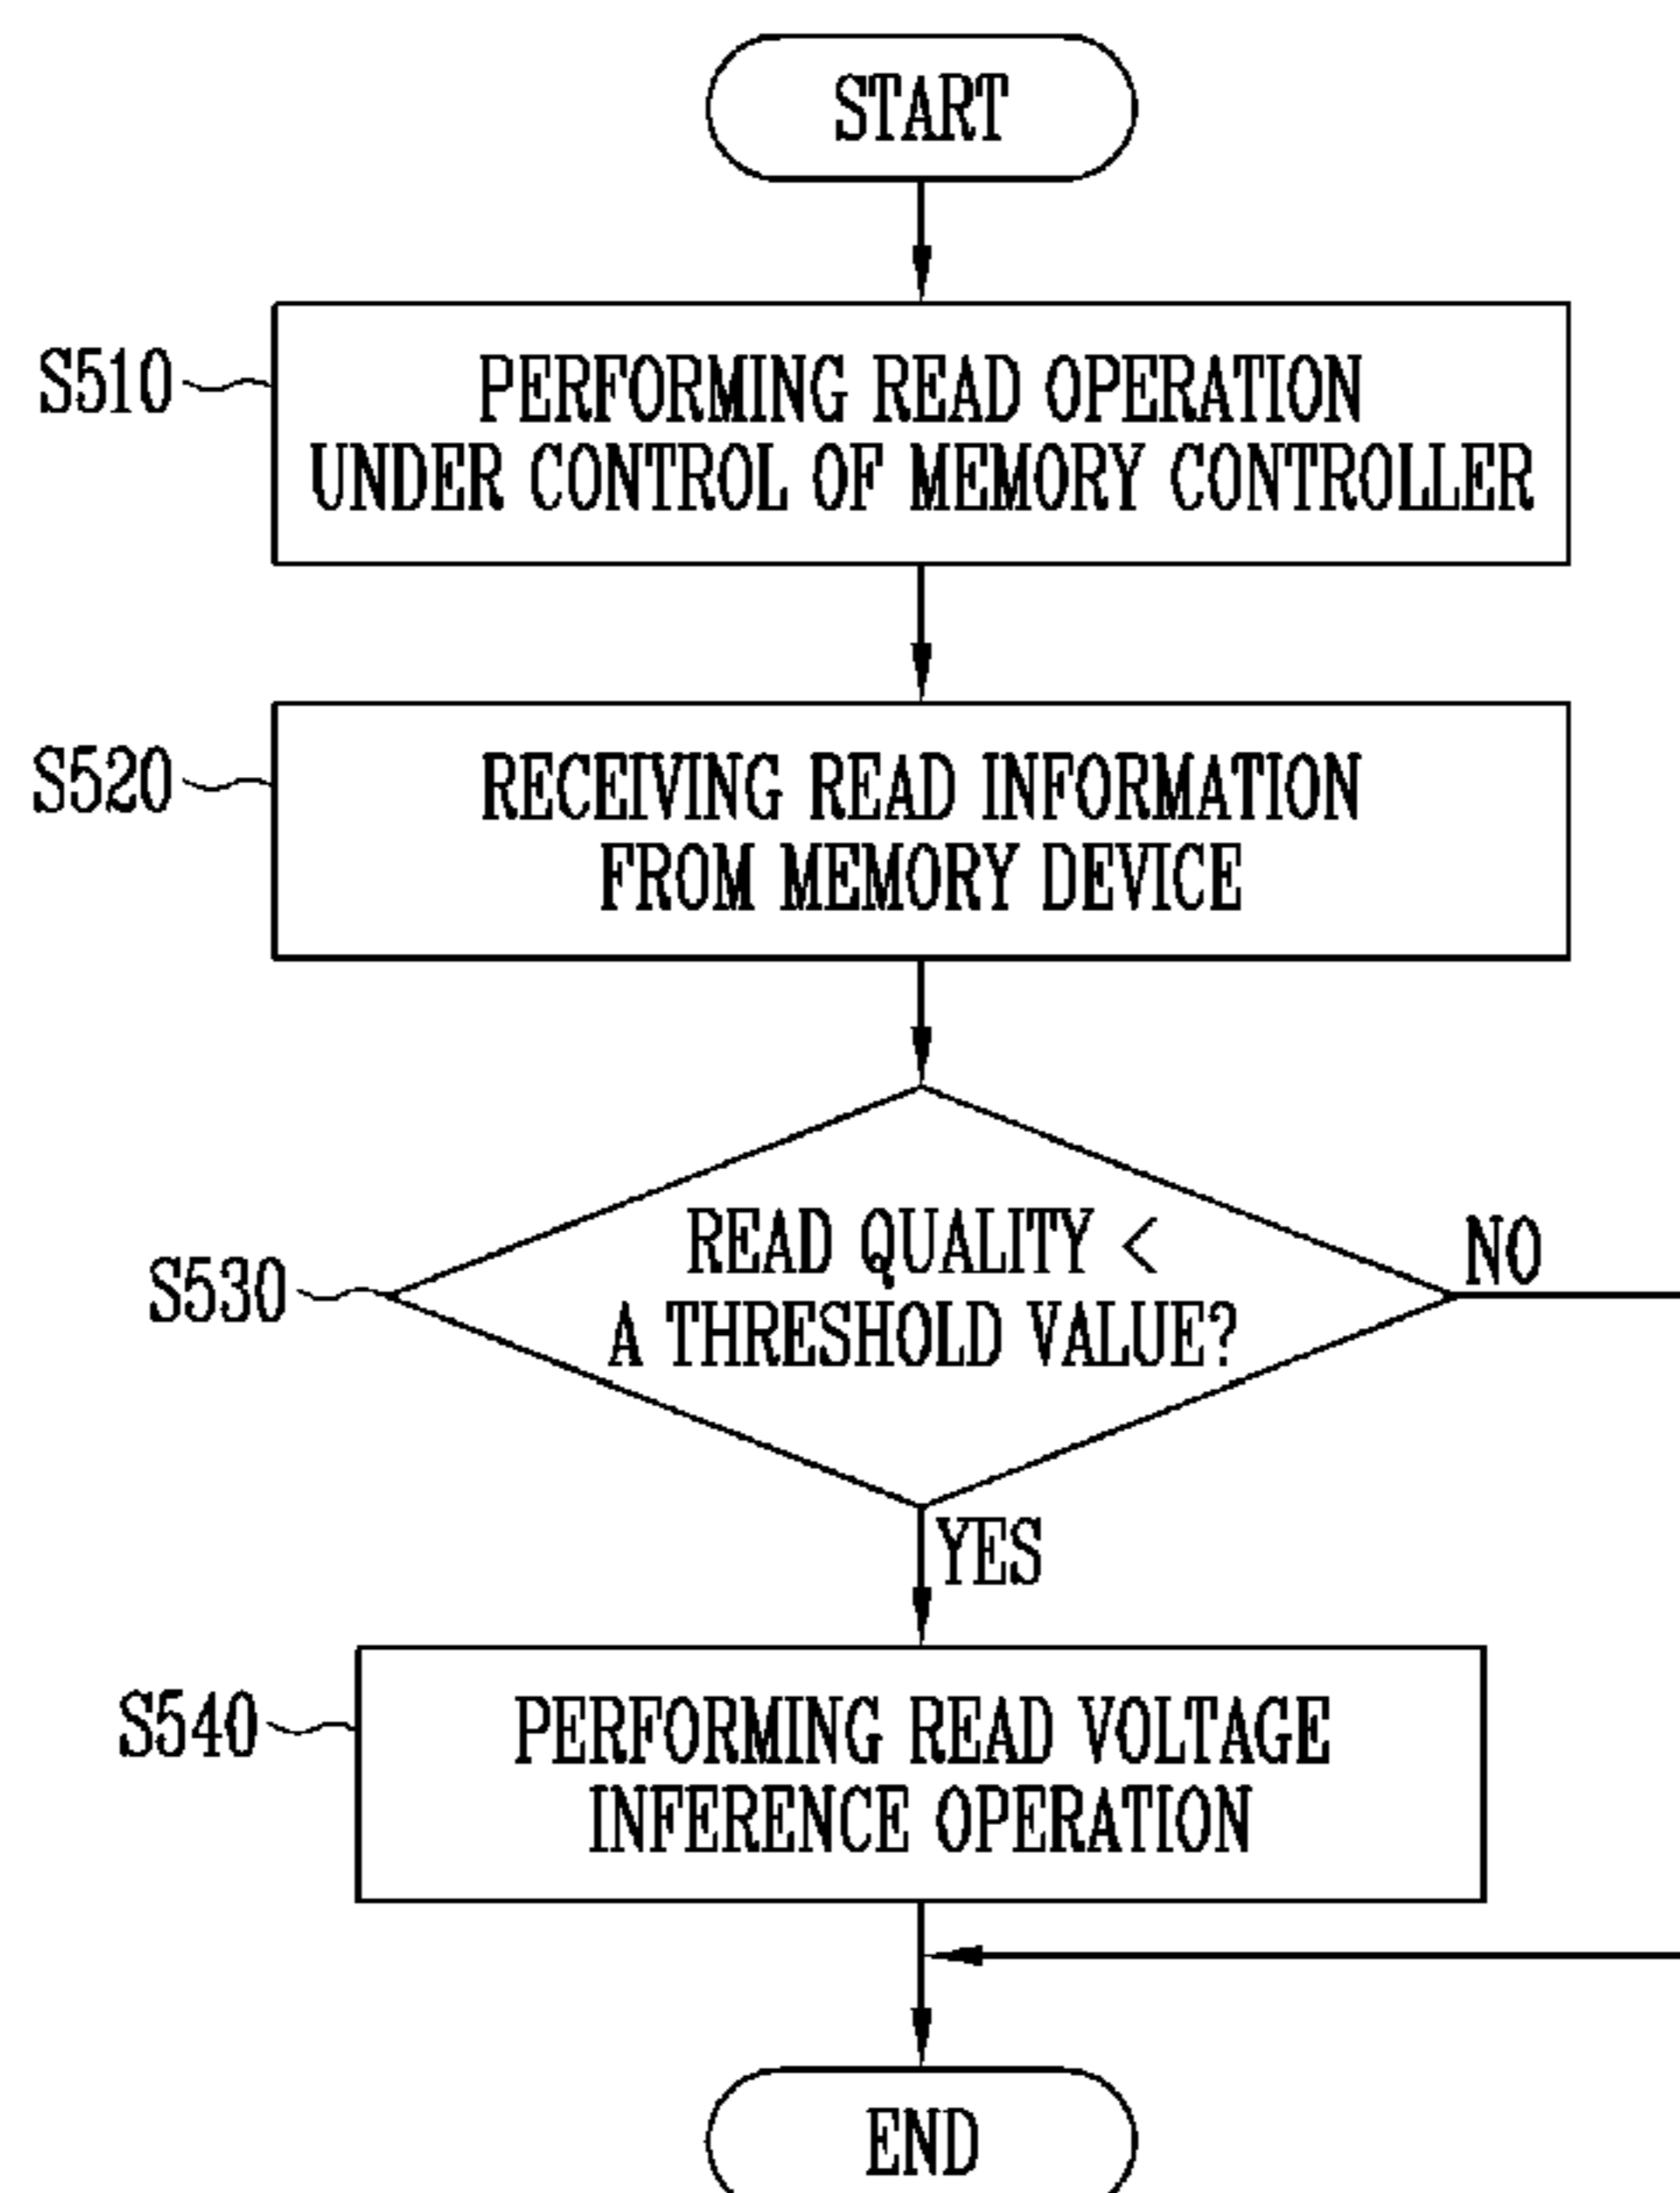 START
S510
PERFORMING READ OPERATION
UNDER CONTROL OF MEMORY CONTROLLER
S520
RECEIVING READ INFORMATION
FROM MEMORY DEVICE
S530
READ QUALITY <
A THRESHOLD VALUE?
NO
YES
S540
PERFORMING READ VOLTAGE
INFERENCE OPERATION
END